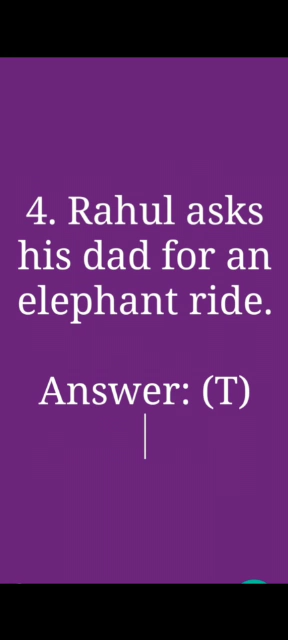 4. Rahul asks
his dad for an
elephant ride.
Answer: (T)